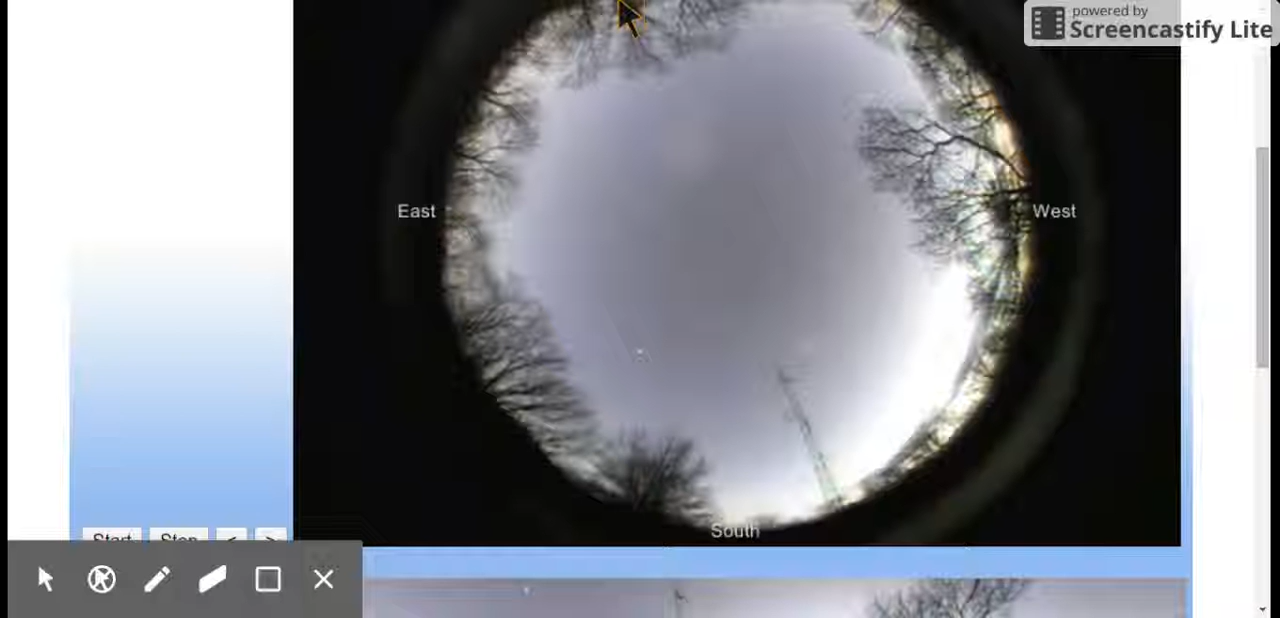 powered by
Screencastify Lite
East
West
South
Start Stop < >